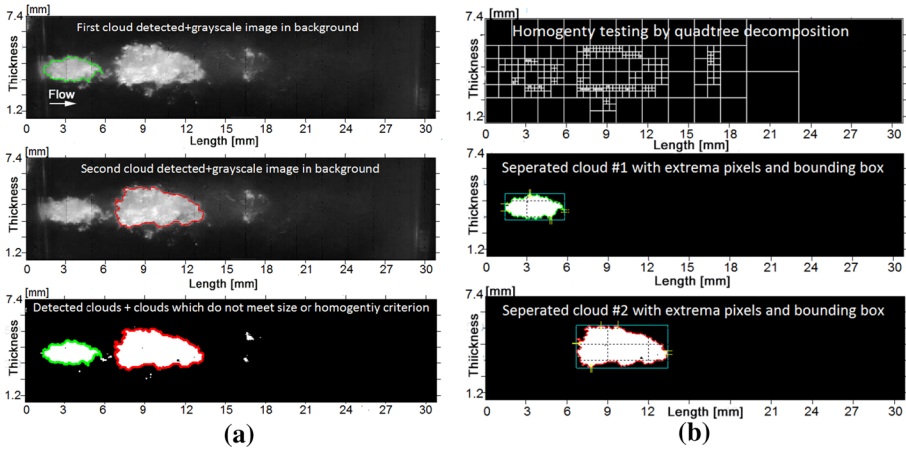 [mm]
7.4
First cloud detected+grayscale image in background
Thickness
Flow
1.2
0 3 6 9 12 15 18 21 24 27 30
Length [mm]
[mm]
7.4
Second cloud detected+grayscale image in background
Thickness
1.2
0 3 6 9 12 15 18 21 24 27 30
Length [mm]
[mm]
7.4
Detected clouds + clouds which do not meet size or homogentiy criterion
Thickness
1.2
0 3 6 9 12 15 18 21 24 27 30
Length [mm]
(a)
[mm]
7.4
Homogenty testing by quadtree decomposition
Thickness
1.2
0 3 6 9 12 15 18 21 24 27 30
Length [mm]
[mm]
7.4
Seperated cloud #1 with extrema pixels and bounding box
Thickness
1.2
0 3 6 9 12 15 18 21 24 27 30
Length [mm]
[mm]
7.4
Seperated cloud #2 with extrema pixels and bounding box
Thiickness
1.2
0 3 6 9 12 15 18 21 24 27 30
Length [mm]
(b)